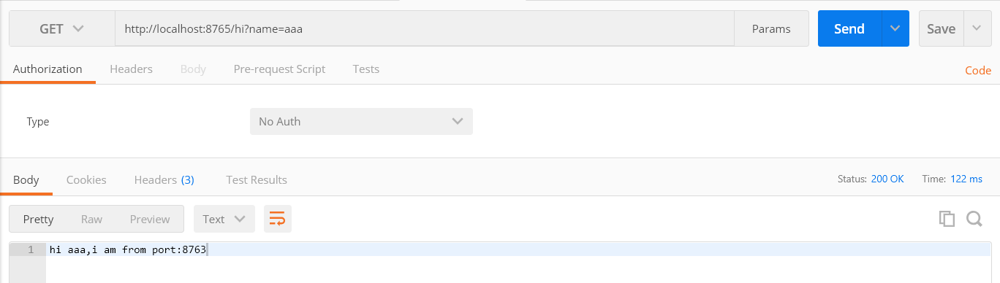 GET http://localhost:8765/hi?name=aaa Params Send Save
Authorization Headers Body Pre-request Script Tests Code
Type No Auth
Body Cookies Headers (3) Test Results Status: 200 OK Time: 122 ms
Pretty Raw Preview Text
1 hi aaa,i am from port:8763